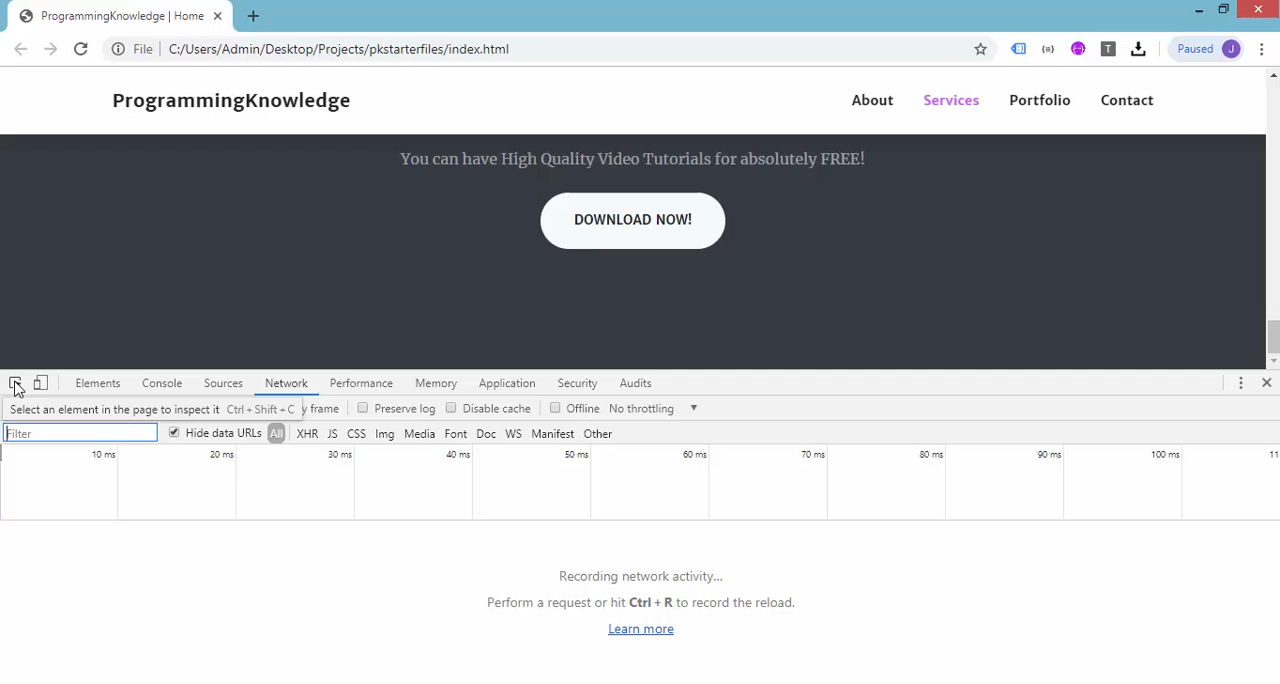 ProgrammingKnowledge | Home
File C:/Users/Admin/Desktop/Projects/pkstarterfiles/index.html
T
Paused J
ProgrammingKnowledge
About Services Portfolio Contact
You can have High Quality Video Tutorials for absolutely FREE!
DOWNLOAD NOW!
Elements Console Sources Network Performance Memory Application Security Audits
Select an element in the page to inspect it Ctrl + Shift + C
y frame Preserve log Disable cache Offline No throttling
Filter Hide data URLs All XHR JS CSS Img Media Font Doc WS Manifest Other
10 ms 20 ms 30 ms 40 ms 50 ms 60 ms 70 ms 80 ms 90 ms 100 ms 11
Recording network activity...
Perform a request or hit Ctrl + R to record the reload.
Learn more